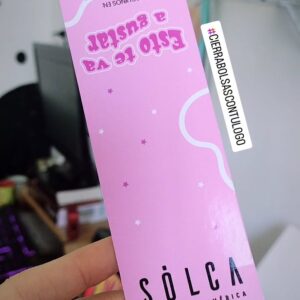 #CIERRABOLSASCONTULOGO
Esto te va
a gustar
SÓLCA